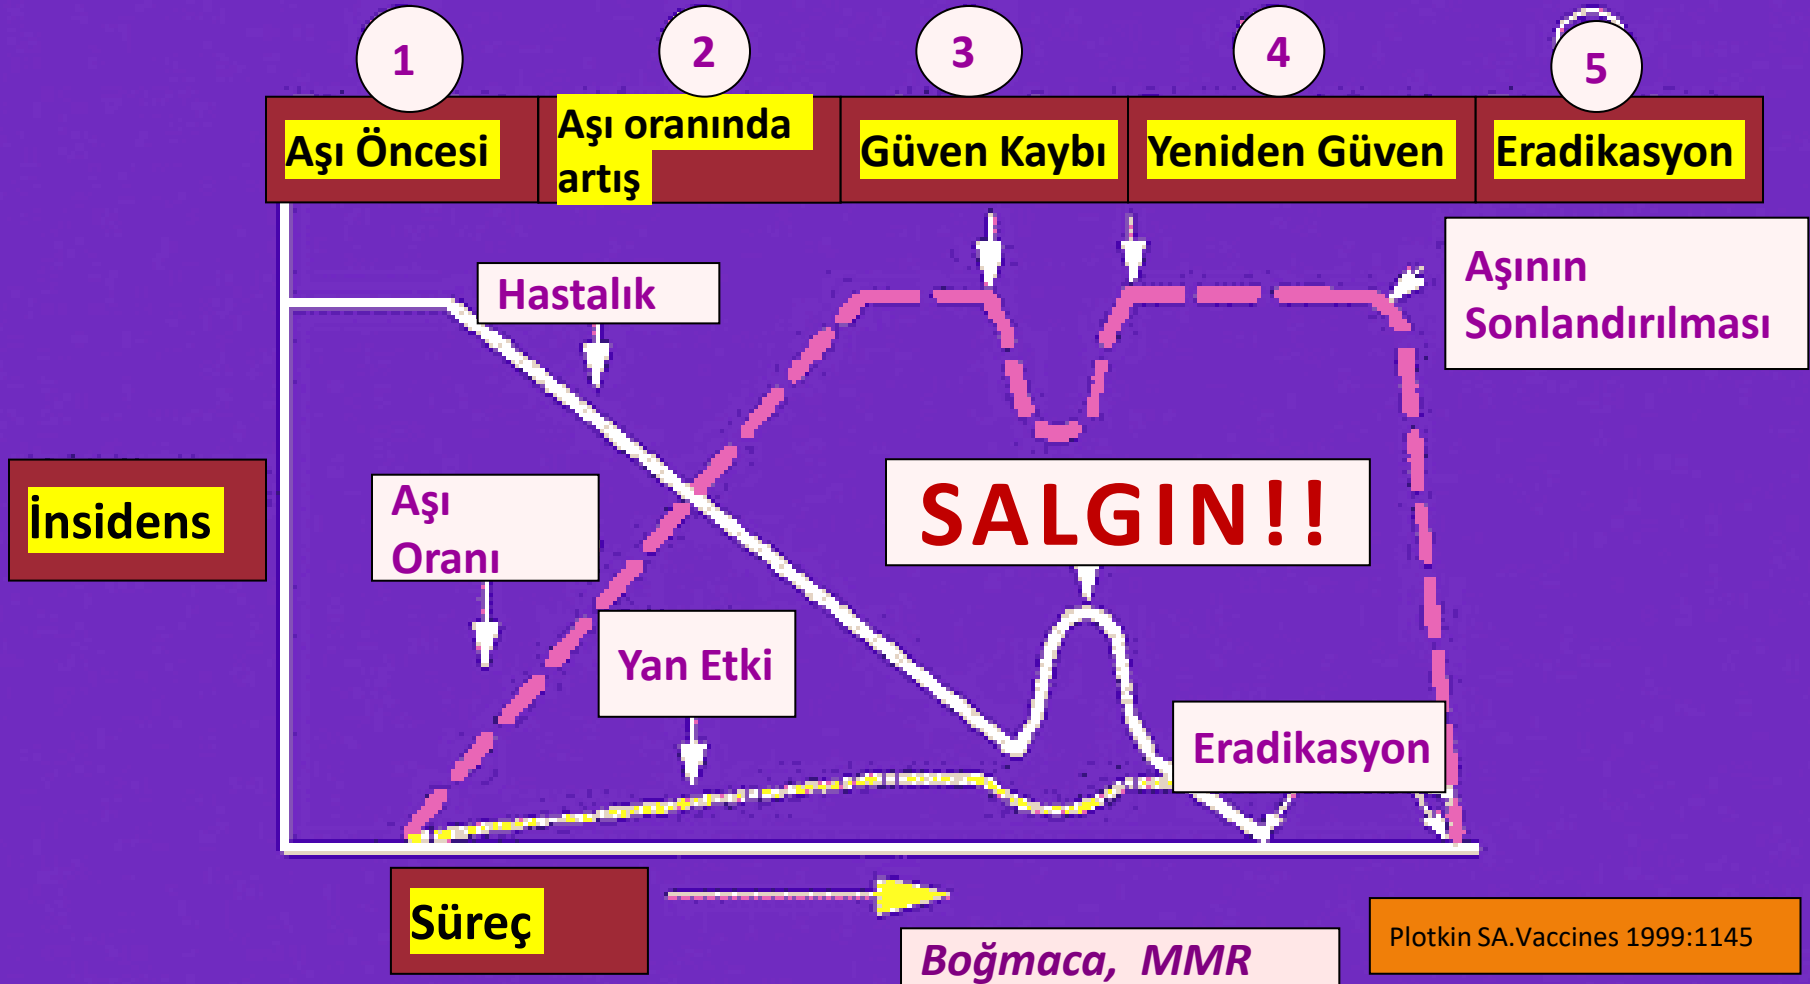 1
2
3
4
5
Aşı Öncesi
Aşı oranında
artış
Güven Kaybı
Yeniden Güven
Eradikasyon
Hastalık
Aşının
Sonlandırılması
İnsidens
Aşı
Oranı
SALGIN!!
Yan Etki
Eradikasyon
Süreç
Boğmaca, MMR
Plotkin SA.Vaccines 1999:1145